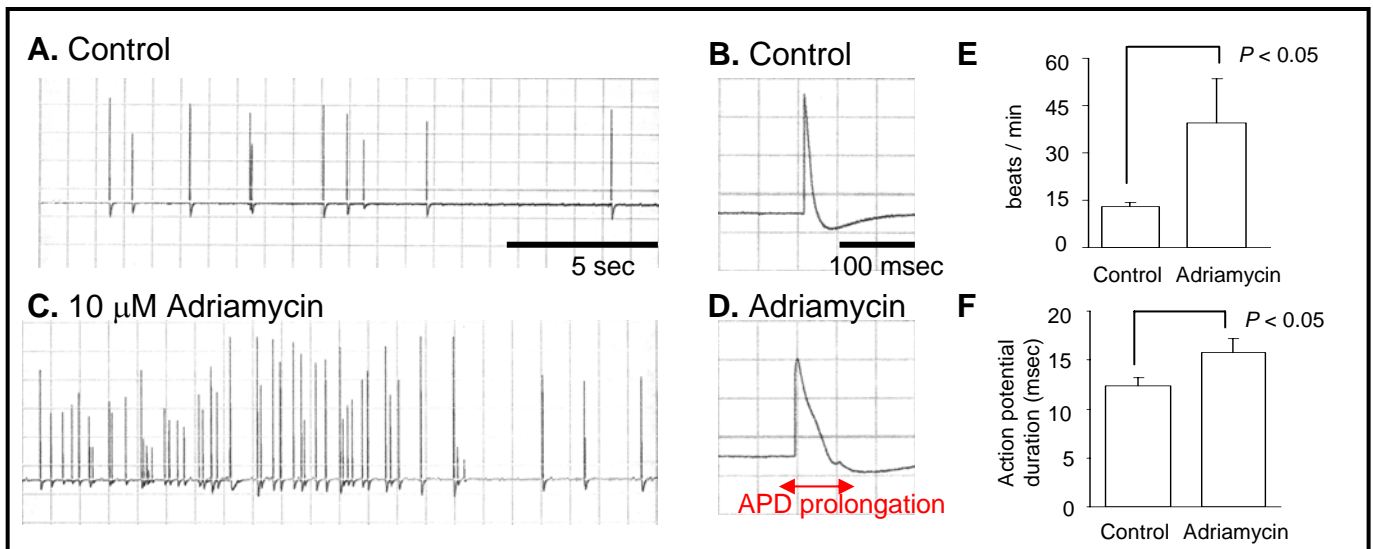 A. Control
5 sec
B. Control
100 msec
C. 10 μM Adriamycin
D. Adriamycin
APD prolongation
E
P < 0.05
60
45
30
15
0
beats / min
Control Adriamycin
F
P < 0.05
20
15
10
5
0
Action potential
duration (msec)
Control Adriamycin